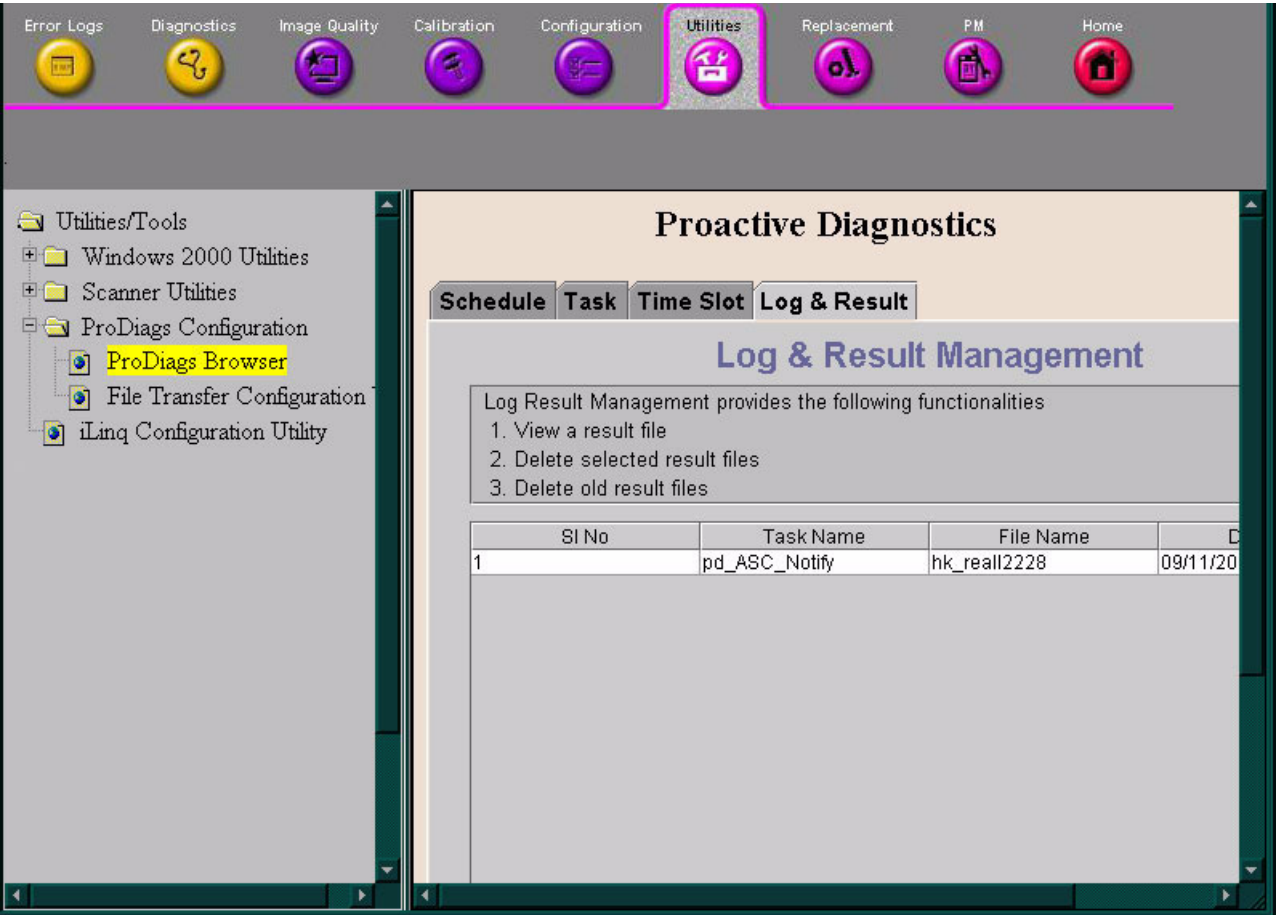 Error Logs Diagnostics Image Quality Calibration Configuration Utilities Replacement PM Home
Utilities/Tools
Windows 2000 Utilities
Scanner Utilities
ProDiags Configuration
ProDiags Browser
File Transfer Configuration
iLinq Configuration Utility
Proactive Diagnostics
Schedule Task Time Slot Log & Result
Log & Result Management
Log Result Management provides the following functionalities
1. View a result file
2. Delete selected result files
3. Delete old result files
Sl No Task Name File Name D
1 pd_ASC_Notify hk_reall2228 09/11/20